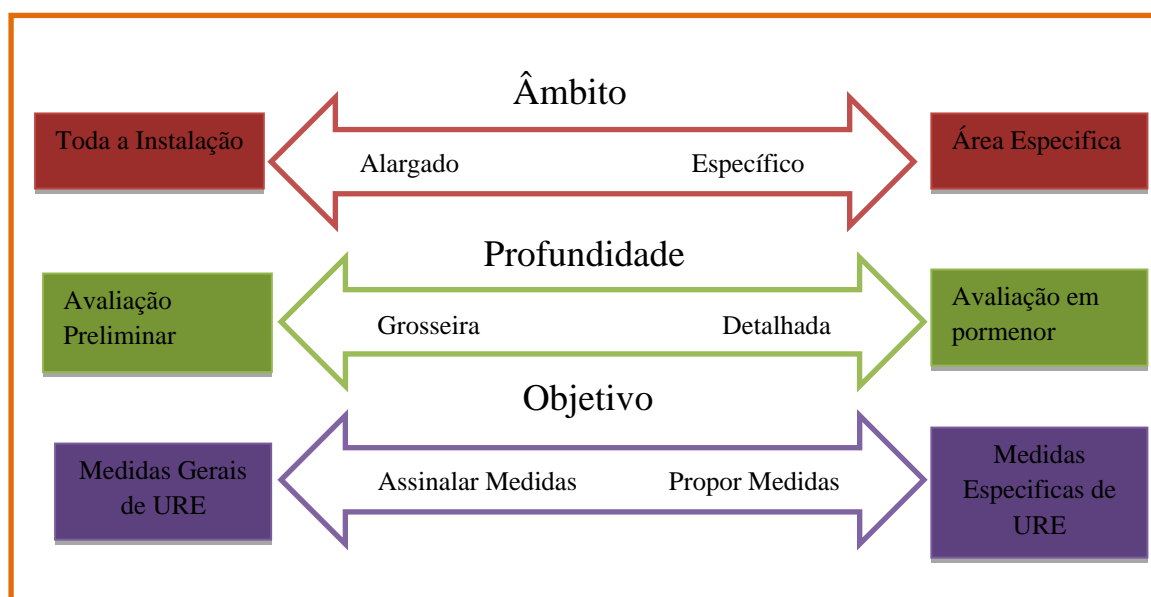 Âmbito
Toda a Instalação
Alargado
Específico
Área Especifica
Profundidade
Avaliação
Preliminar
Grosseira
Detalhada
Avaliação em
pormenor
Objetivo
Medidas Gerais
de URE
Assinalar Medidas
Propor Medidas
Medidas
Especificas de
URE